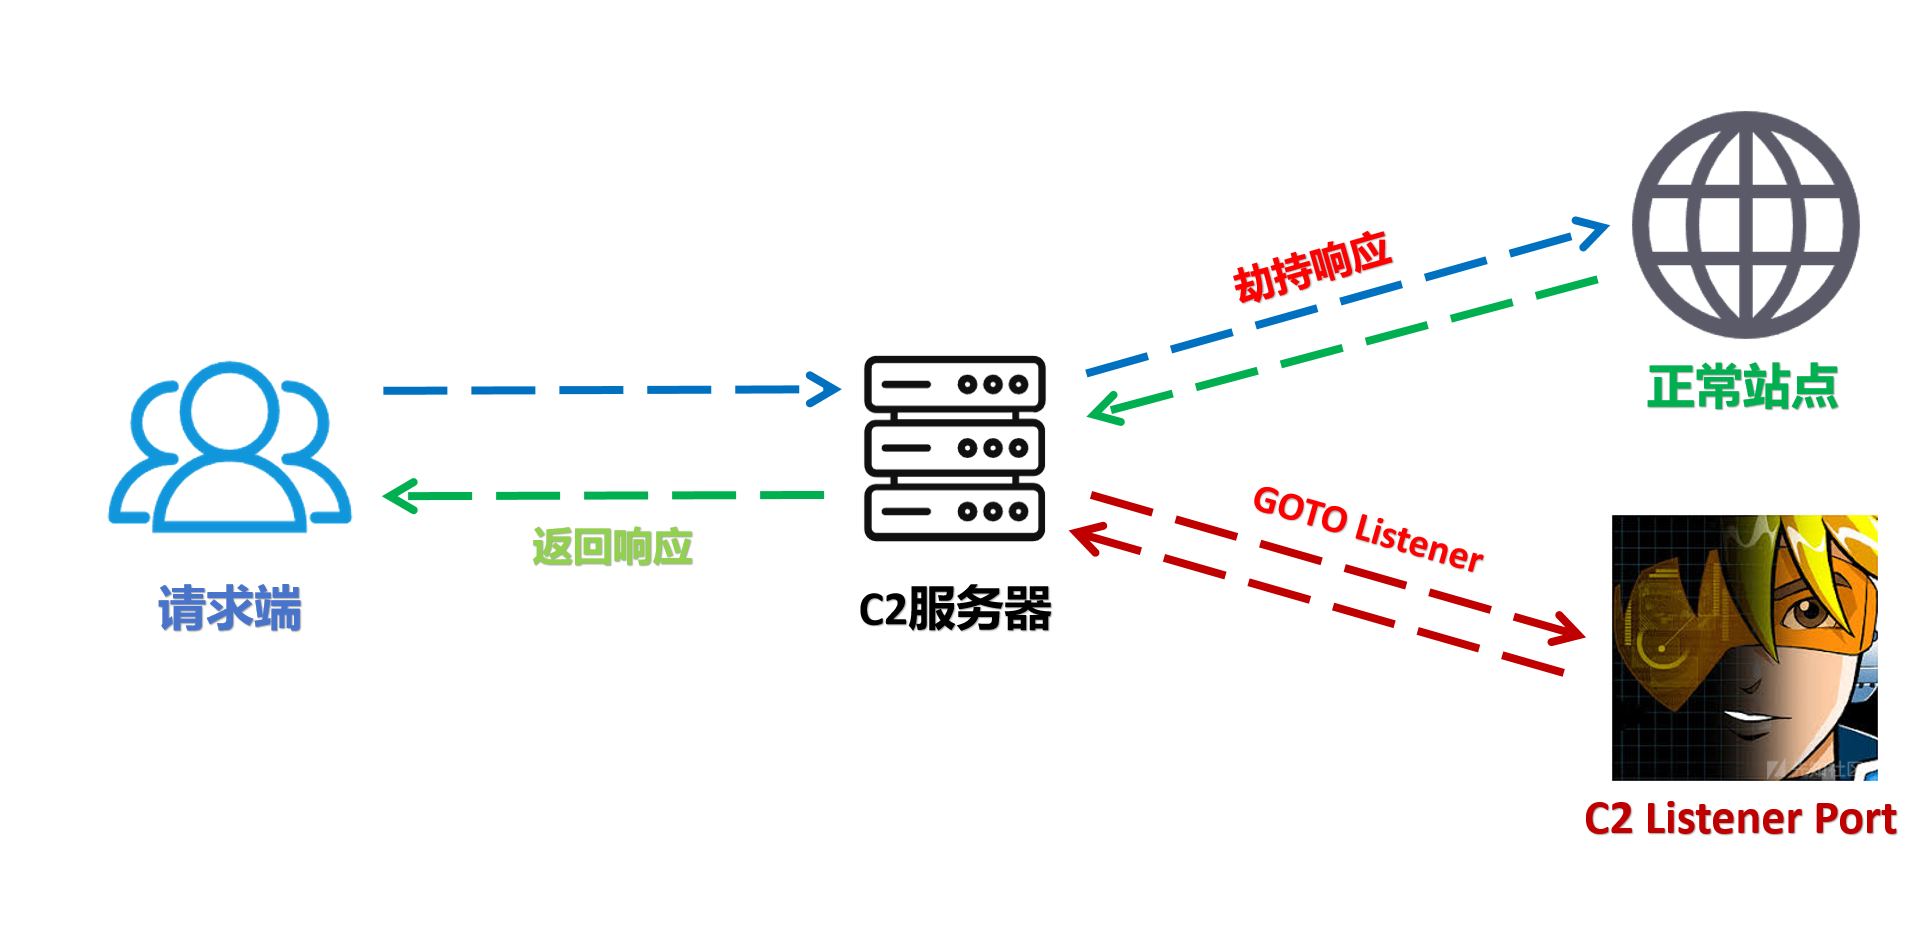 劫持响应
正常站点
返回响应
GOTO Listener
请求端
C2服务器
C2 Listener Port